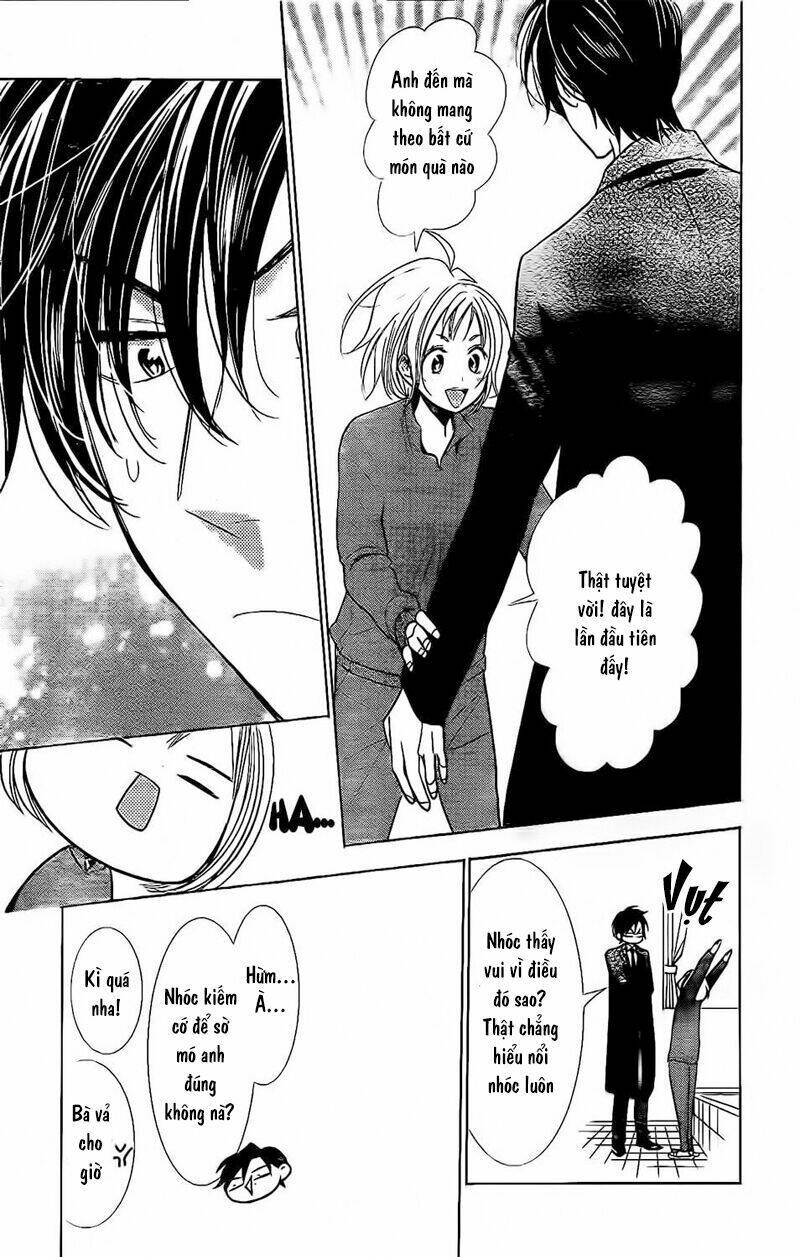 Anh đến mà
không mang
theo bất cứ
món quà nào
Thật tuyệt
vời! đây là
lần đầu tiên
đấy!
HA...
Vụt
Nhóc thấy
vui vì điều
đó sao?
Thật chẳng
hiểu nổi
nhóc luôn
Hừm...
À...
Nhóc kiếm
cớ để sờ
mó anh
đúng
không nà?
Kì quá
nha!
Bà vả
cho
giờ